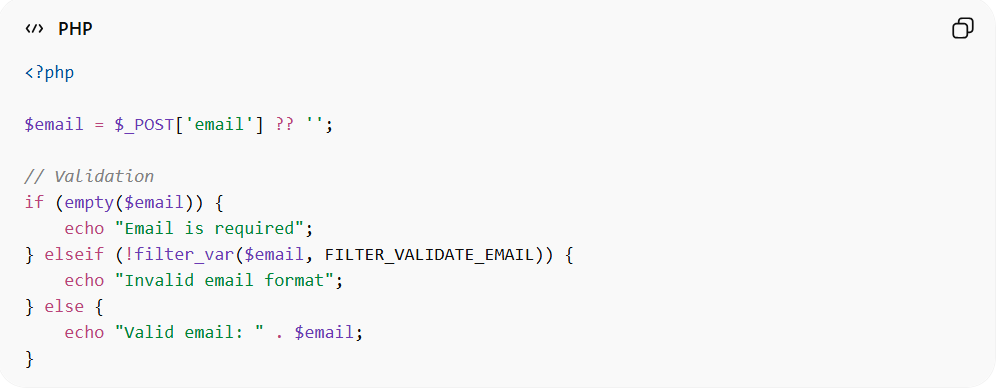 PHP
<?php
$email = $_POST['email'] ?? '';
// Validation
if (empty($email)) {
    echo "Email is required";
} elseif (!filter_var($email, FILTER_VALIDATE_EMAIL)) {
    echo "Invalid email format";
} else {
    echo "Valid email: " . $email;
}